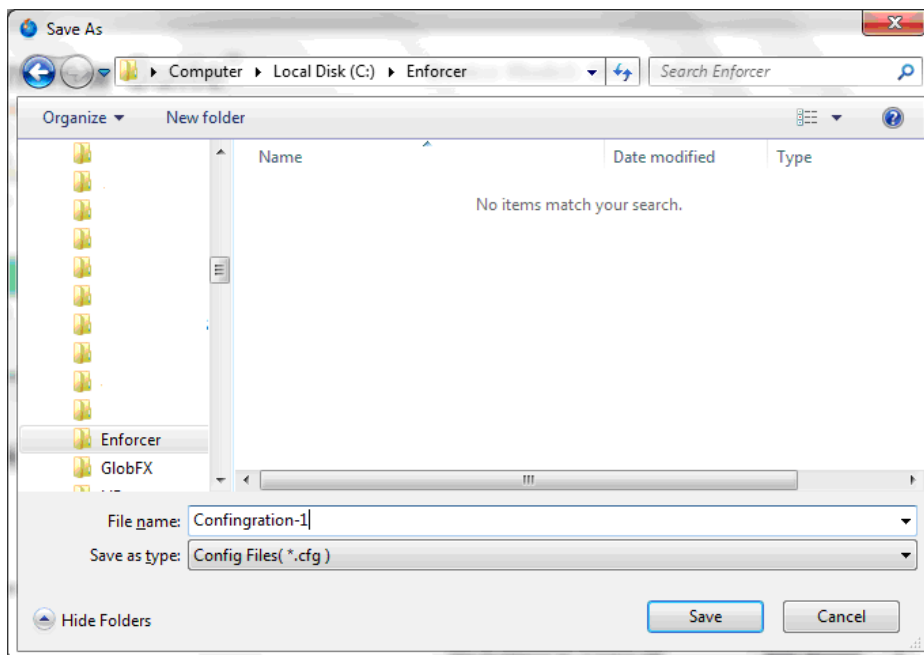 Save As
Computer Local Disk (C:) Enforcer Search Enforcer
Organize New folder
Name Date modified Type
No items match your search.
Enforcer
GlobFX
File name: Confingration-1
Save as type: Config Files( *.cfg )
Hide Folders Save Cancel